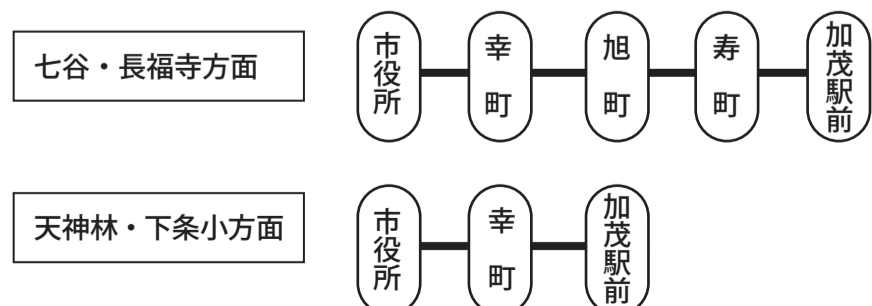 七谷・長福寺方面
市役所
幸町
旭町
寿町
加茂駅前
天神林・下条小方面
市役所
幸町
加茂駅前